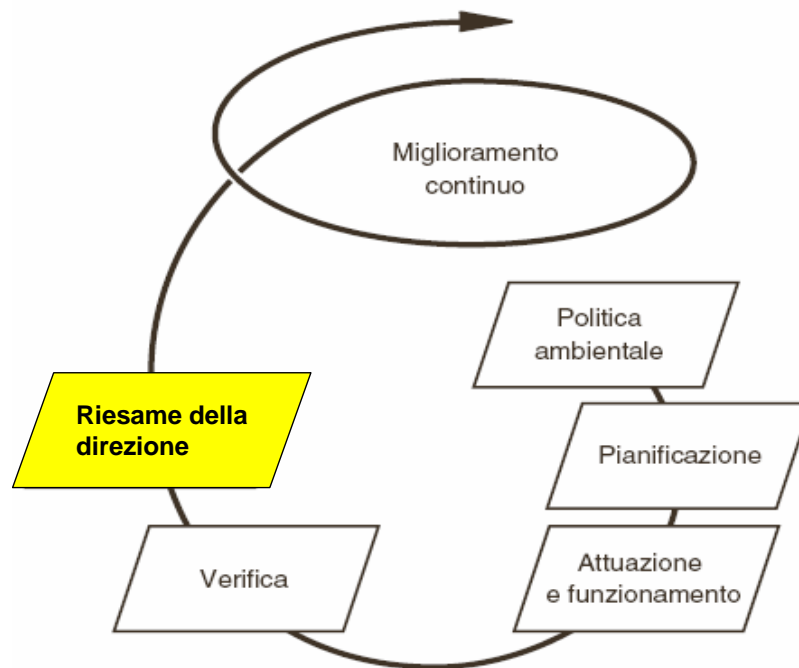 Miglioramento
continuo
Politica
ambientale
Pianificazione
Attuazione
e funzionamento
Verifica
Riesame della
direzione